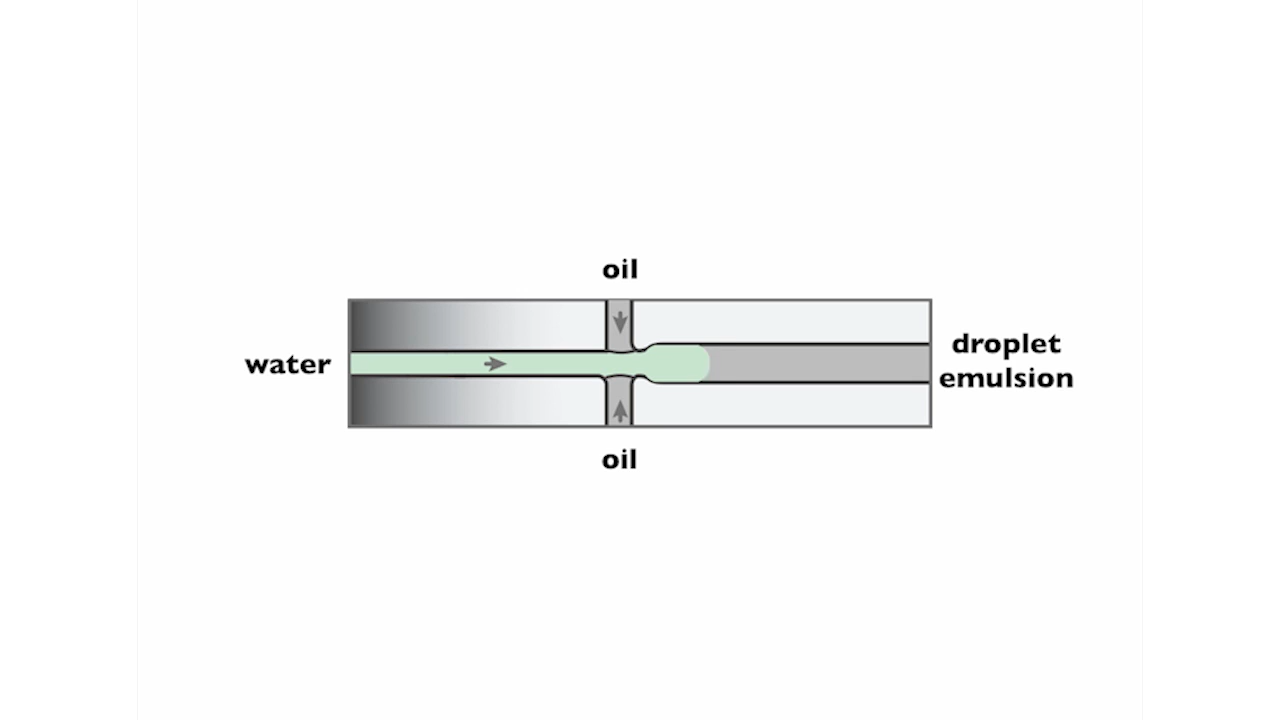 oil
water
droplet
emulsion
oil